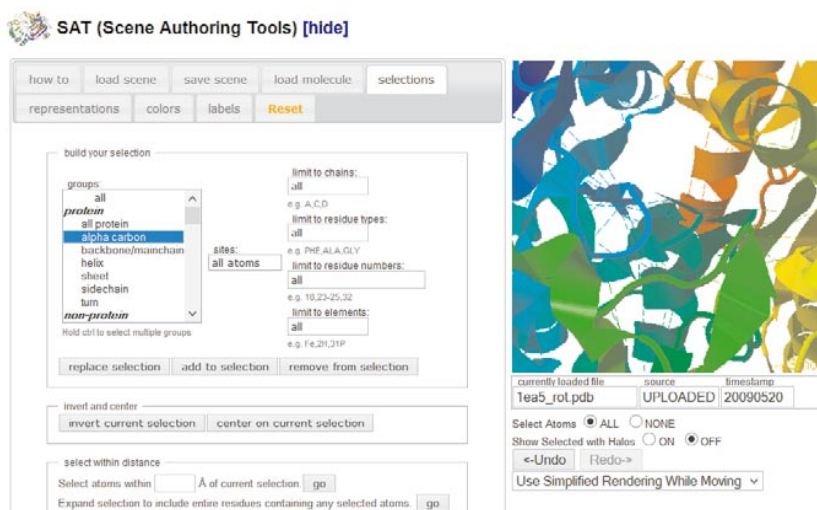 SAT (Scene Authoring Tools) [hide]
how to load scene save scene load molecule selections
representations colors labels Reset
build your selection
groups:
all
protein
all protein
alpha carbon
backbone/mainchain
helix
sheet
sidechain
turn
non-protein
Hold ctrl to select multiple groups
sites:
all atoms
limit to chains:
all
e.g. A,C,D
limit to residue types:
all
e.g. PHE,ALA,GLY
limit to residue numbers:
all
e.g. 18,23-25,32
limit to elements:
all
e.g. Fe,2H,31P
replace selection add to selection remove from selection
invert and center
invert current selection center on current selection
select within distance
Select atoms within Å of current selection. go
Expand selection to include entire residues containing any selected atoms. go
currently loaded file source timestamp
1ea5_rot.pdb UPLOADED 20090520
Select Atoms ALL NONE
Show Selected with Halos ON OFF
<-Undo Redo->
Use Simplified Rendering While Moving